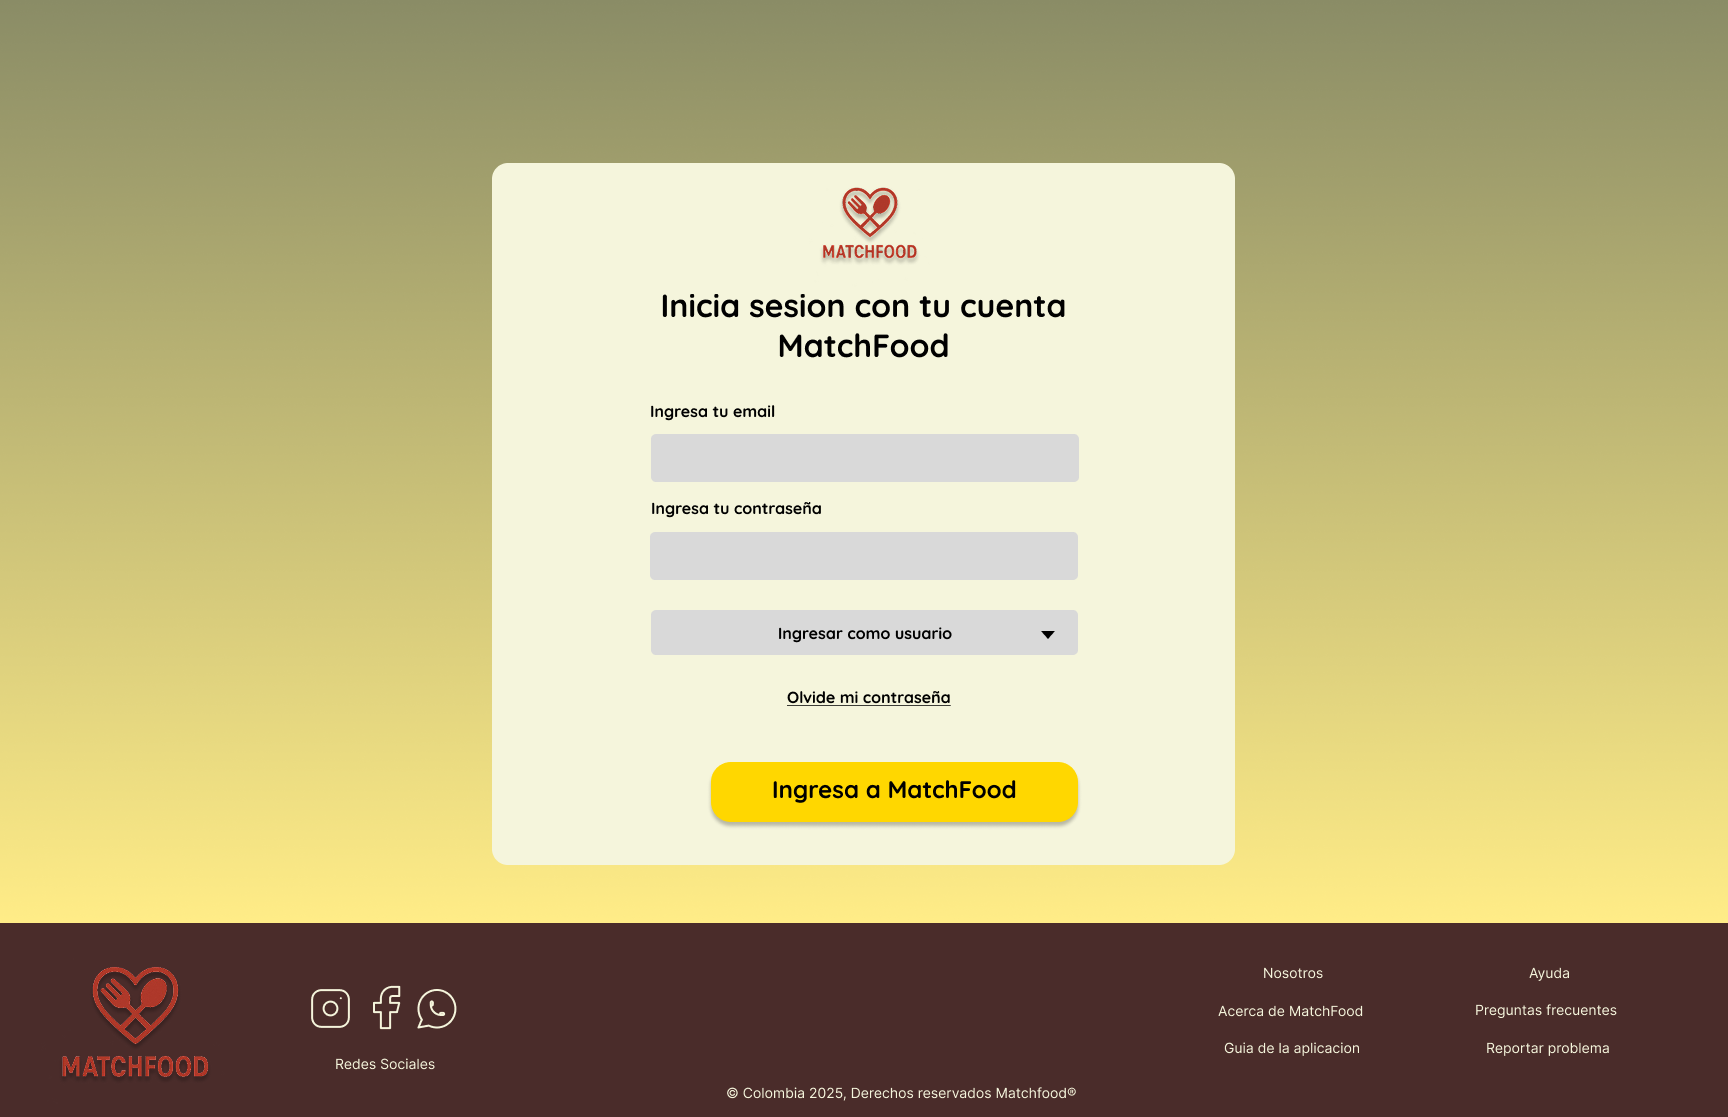 MATCHFOOD
Inicia sesion con tu cuenta
MatchFood
Ingresa tu email
Ingresa tu contraseña
Ingresar como usuario
Olvide mi contraseña
Ingresa a MatchFood
MATCHFOOD
Redes Sociales
Nosotros
Acerca de MatchFood
Guia de la aplicacion
Ayuda
Preguntas frecuentes
Reportar problema
© Colombia 2025, Derechos reservados Matchfood®